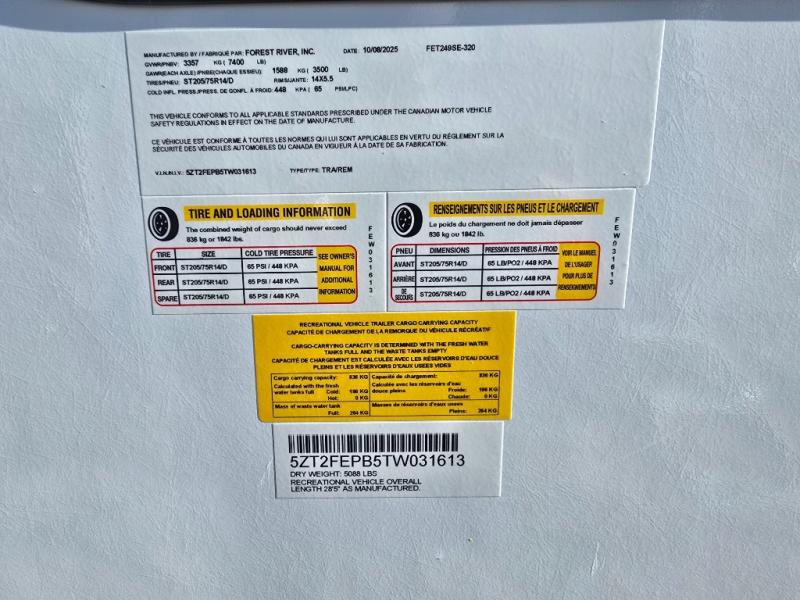 MANUFACTURED BY / FABRIQUÉ PAR: FOREST RIVER, INC. DATE: 10/08/2025 FET249SE-320
GVWR/PNBV: 3357 KG ( 7400 LB)
GAWR(EACH AXLE) /PNBE(CHAQUE ESSIEU): 1588 KG ( 3500 LB)
TIRES/PNEU: ST205/75R14/D RIMS/JANTE: 14X5.5
COLD INFL. PRESS./PRESS. DE GONFL. À FROID: 448 KPA ( 65 PSI/LPC)
THIS VEHICLE CONFORMS TO ALL APPLICABLE STANDARDS PRESCRIBED UNDER THE CANADIAN MOTOR VEHICLE
SAFETY REGULATIONS IN EFFECT ON THE DATE OF MANUFACTURE.
CE VÉHICULE EST CONFORME À TOUTES LES NORMES QUI LUI SONT APPLICABLES EN VERTU DU RÈGLEMENT SUR LA
SÉCURITÉ DES VÉHICULES AUTOMOBILES DU CANADA EN VIGUEUR À LA DATE DE SA FABRICATION.
V.I.N./N.I.V.: 5ZT2FEPB5TW031613 TYPE/TYPE: TRA/REM
TIRE AND LOADING INFORMATION
The combined weight of cargo should never exceed
836 kg or 1842 lbs.
TIRE SIZE COLD TIRE PRESSURE
FRONT ST205/75R14/D 65 PSI / 448 KPA
REAR ST205/75R14/D 65 PSI / 448 KPA
SPARE ST205/75R14/D 65 PSI / 448 KPA
SEE OWNER'S
MANUAL FOR
ADDITIONAL
INFORMATION
FEW031613
RENSEIGNEMENTS SUR LES PNEUS ET LE CHARGEMENT
Le poids du chargement ne doit jamais dépasser
836 kg or 1842 lb.
PNEU DIMENSIONS PRESSION DES PNEUS À FROID
AVANT ST205/75R14/D 65 LB/PO2 / 448 KPA
ARRIÈRE ST205/75R14/D 65 LB/PO2 / 448 KPA
DE SECOURS ST205/75R14/D 65 LB/PO2 / 448 KPA
VOIR LE MANUEL
DE L'USAGER
POUR PLUS DE
RENSEIGNEMENTS
FEW031613
RECREATIONAL VEHICLE TRAILER CARGO CARRYING CAPACITY
CAPACITÉ DE CHARGEMENT DE LA REMORQUE DU VÉHICULE RÉCRÉATIF
CARGO-CARRYING CAPACITY IS DETERMINED WITH THE FRESH WATER
TANKS FULL AND THE WASTE TANKS EMPTY
CAPACITÉ DE CHARGEMENT EST CALCULÉE AVEC LES RÉSERVOIRS D'EAU DOUCE
PLEINS ET LES RÉSERVOIRS D'EAUX USÉES VIDES
Cargo carrying capacity: 836 KG Capacité de chargement: 836 KG
Calculated with the fresh Calculée avec les réservoirs d'eau
water tanks full Cold: 196 KG douce pleins Froide: 196 KG
Hot: 0 KG Chaude: 0 KG
Mass of waste water tank Masses de réservoirs d'eaux usees
Full: 264 KG Pleins: 264 KG
5ZT2FEPB5TW031613
DRY WEIGHT: 5088 LBS
RECREATIONAL VEHICLE OVERALL
LENGTH 28'5" AS MANUFACTURED.